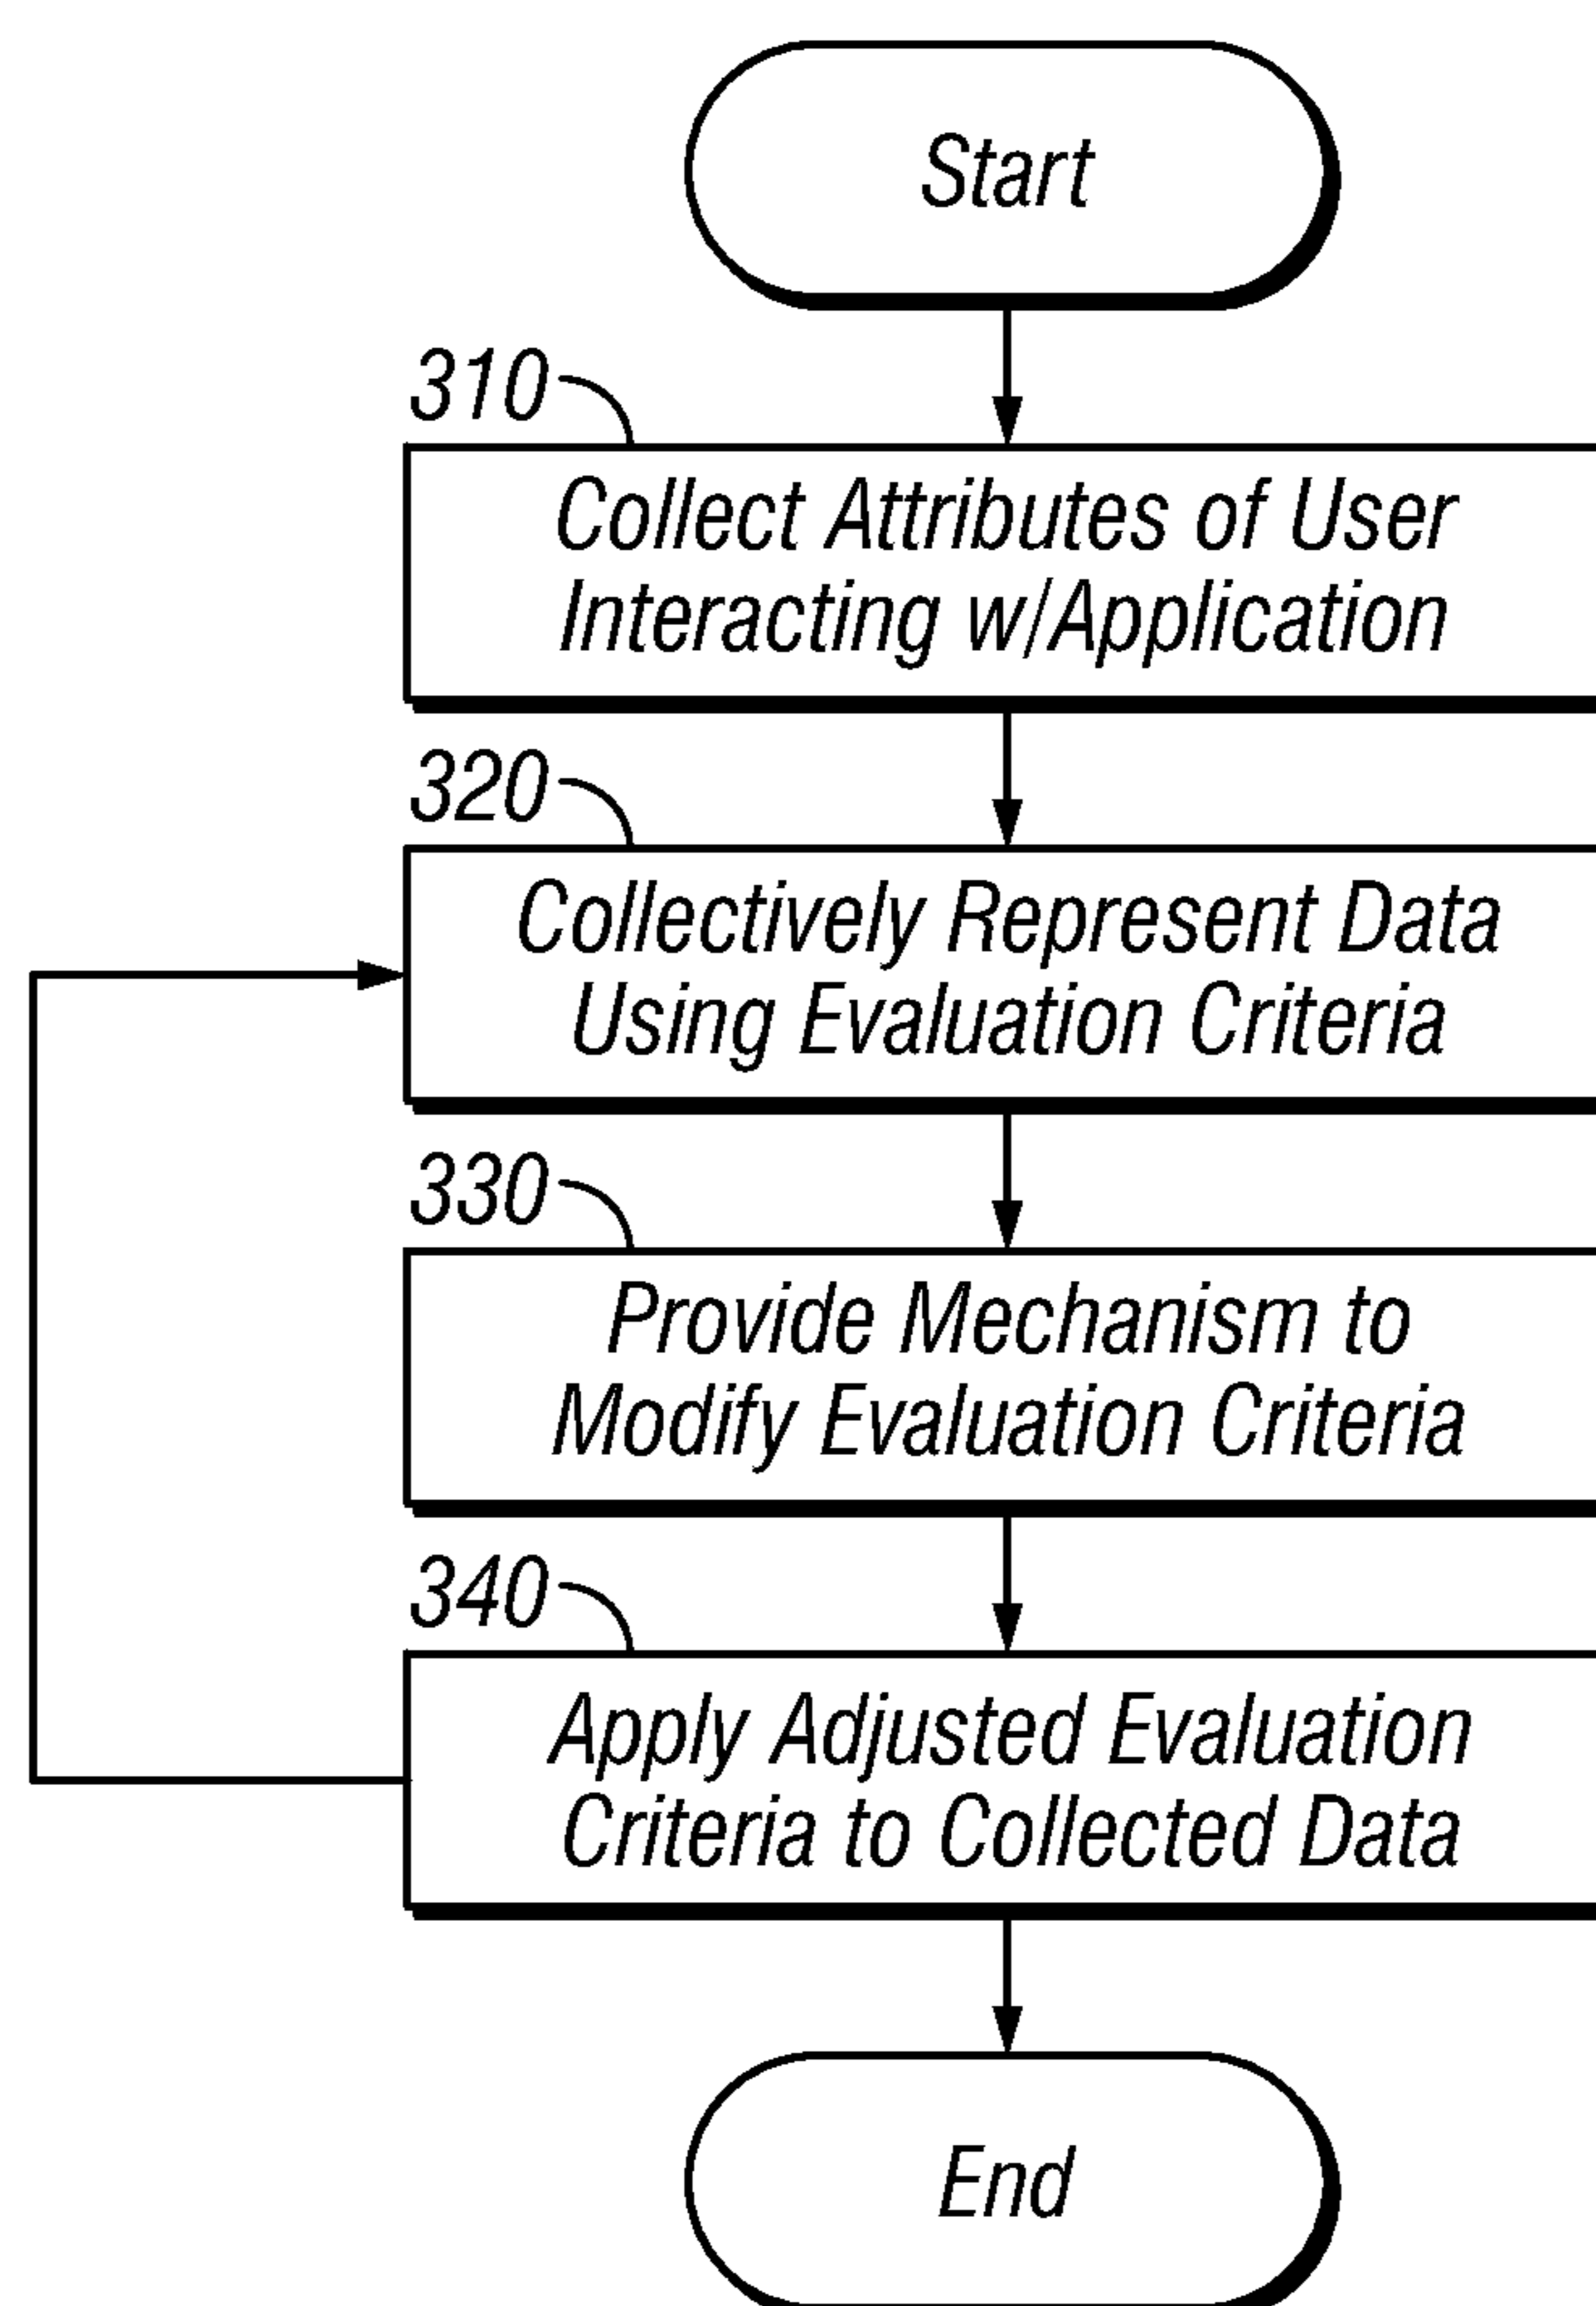 Start
310
Collect Attributes of User
Interacting w/Application
320
Collectively Represent Data
Using Evaluation Criteria
330
Provide Mechanism to
Modify Evaluation Criteria
340
Apply Adjusted Evaluation
Criteria to Collected Data
End